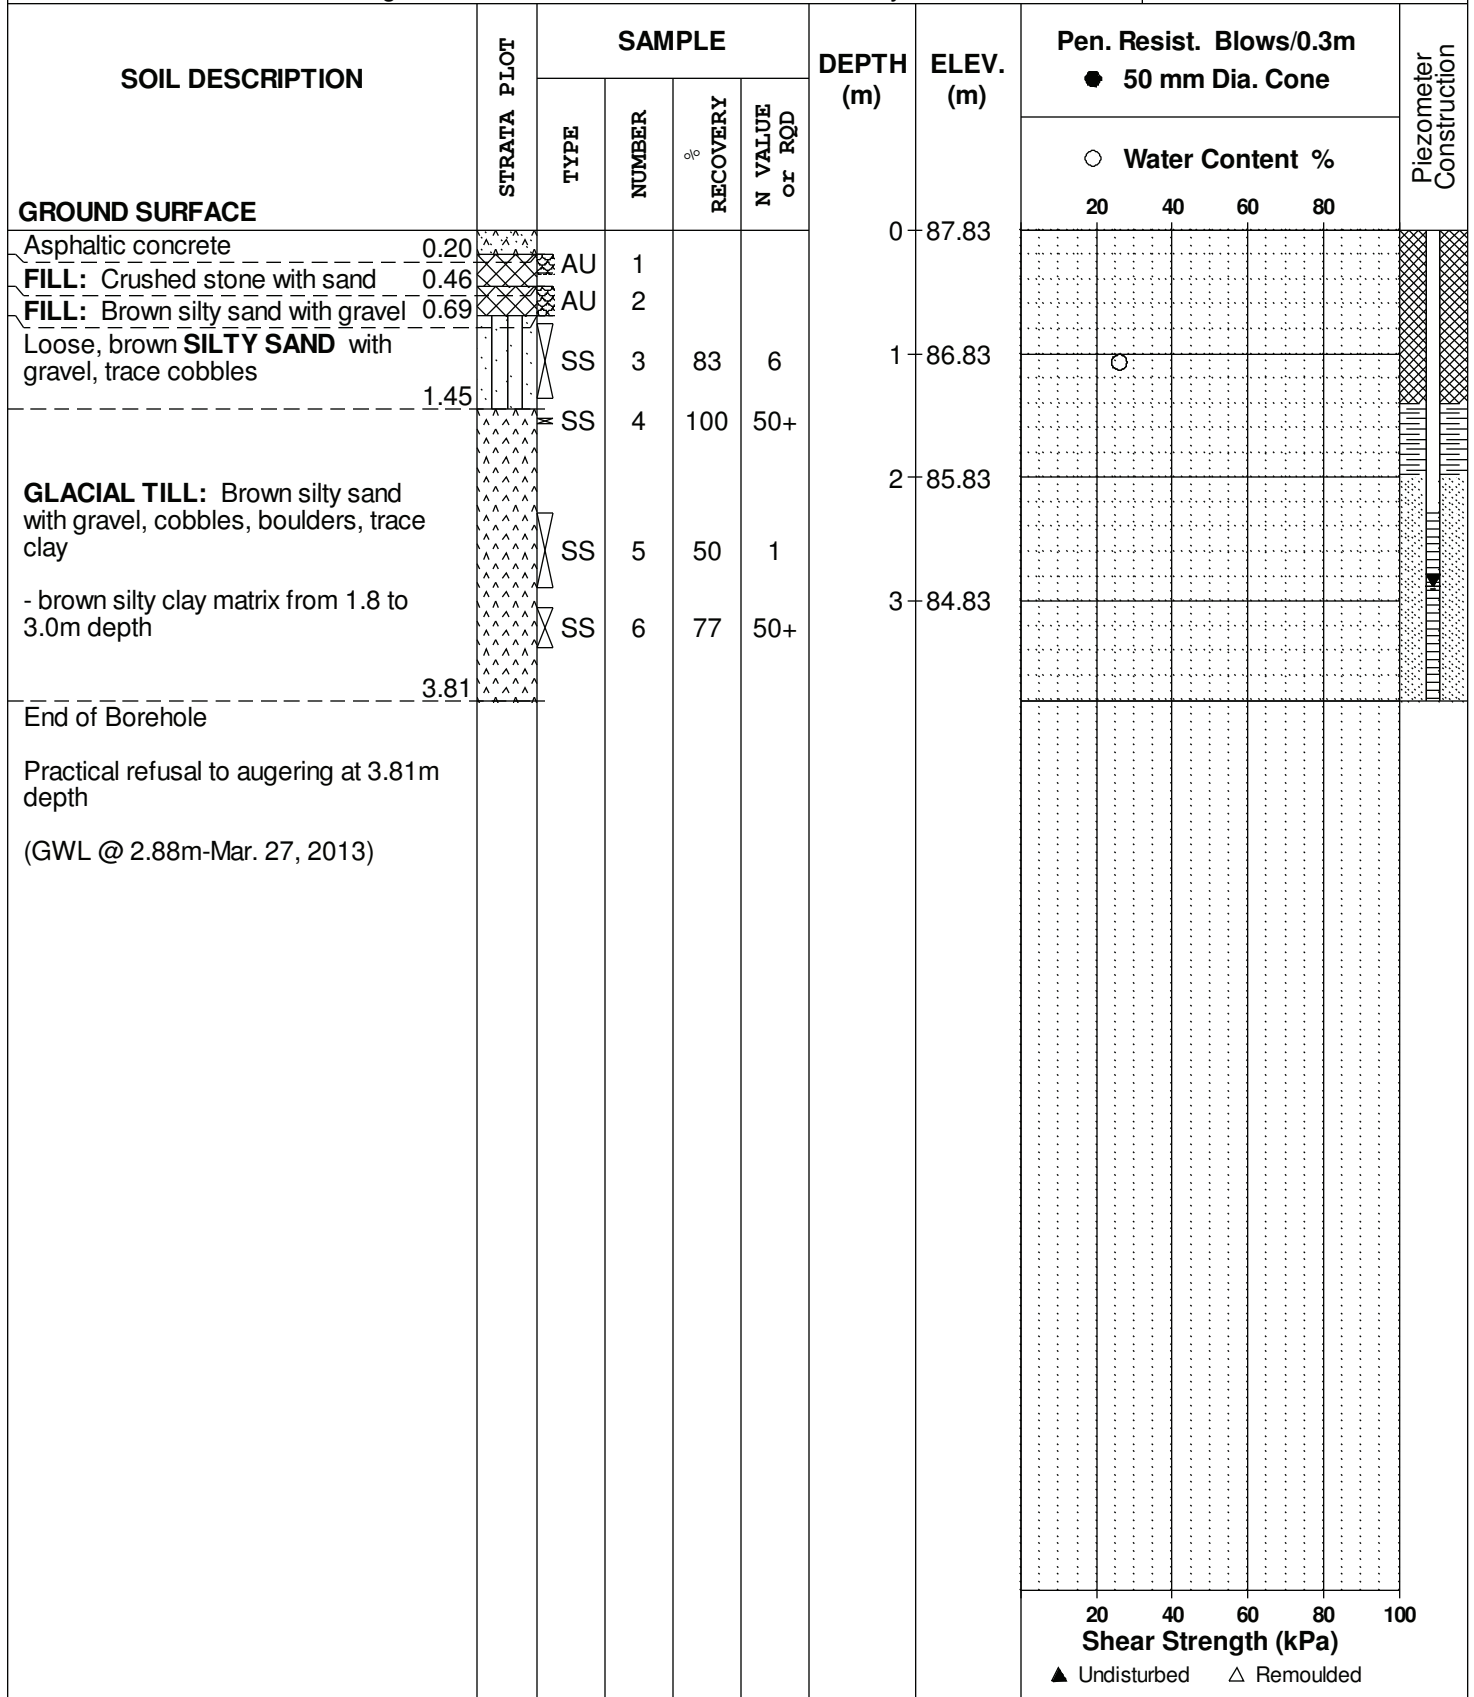 SOIL DESCRIPTION
STRATA PLOT
SAMPLE
TYPE
NUMBER
% RECOVERY
N VALUE or RQD
DEPTH (m)
ELEV. (m)
Pen. Resist. Blows/0.3m
● 50 mm Dia. Cone
○ Water Content %
Piezometer Construction
20 40 60 80
GROUND SURFACE
0 87.83
Asphaltic concrete 0.20
AU 1
FILL: Crushed stone with sand 0.46
AU 2
FILL: Brown silty sand with gravel 0.69
Loose, brown SILTY SAND with
gravel, trace cobbles
1.45
SS 3 83 6
1 86.83
SS 4 100 50+
2 85.83
GLACIAL TILL: Brown silty sand
with gravel, cobbles, boulders, trace
clay
SS 5 50 1
- brown silty clay matrix from 1.8 to
3.0m depth
3 84.83
SS 6 77 50+
3.81
End of Borehole
Practical refusal to augering at 3.81m
depth
(GWL @ 2.88m-Mar. 27, 2013)
20 40 60 80 100
Shear Strength (kPa)
▲ Undisturbed △ Remoulded